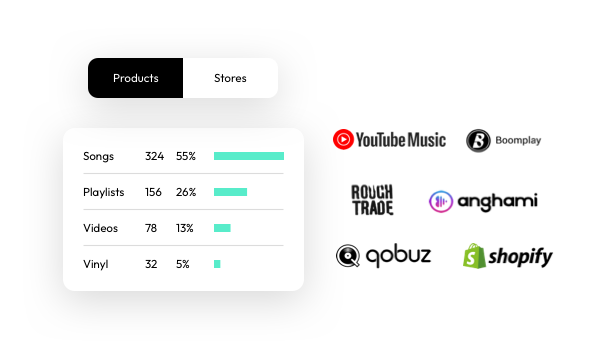 Products Stores
Songs 324 55%
Playlists 156 26%
Videos 78 13%
Vinyl 32 5%
YouTube Music B Boomplay
ROUGH TRADE anghami
qobuz S shopify